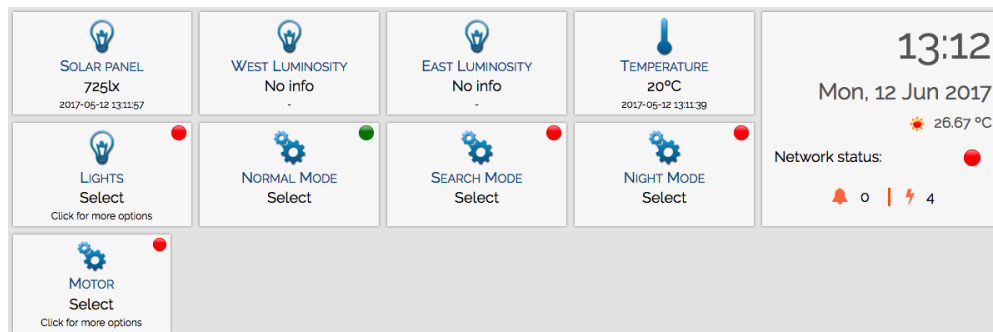 SOLAR PANEL
725lx
2017-05-12 13:11:57
WEST LUMINOSITY
No info
-
EAST LUMINOSITY
No info
-
TEMPERATURE
20ºC
2017-05-12 13:11:39
13:12
Mon, 12 Jun 2017
26.67 ºC
Network status:
0
4
LIGHTS
Select
Click for more options
NORMAL MODE
Select
SEARCH MODE
Select
NIGHT MODE
Select
MOTOR
Select
Click for more options